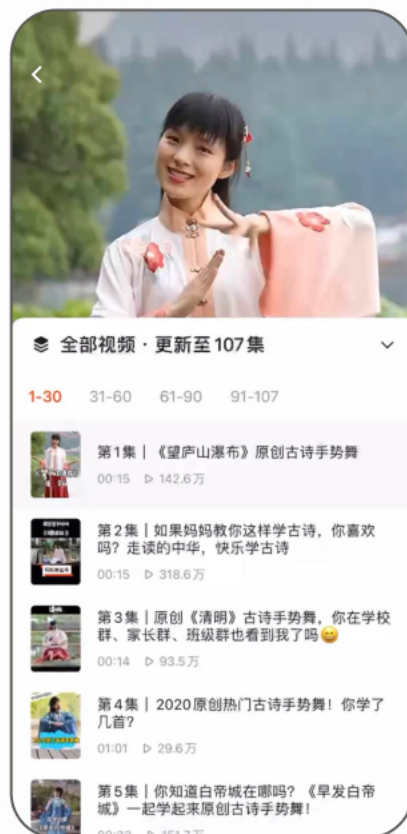 全部视频 · 更新至107集
1-30 31-60 61-90 91-107
第1集 | 《望庐山瀑布》原创古诗手势舞
00:15 142.6万
第2集 | 如果妈妈教你这样学古诗，你喜欢
吗？走读的中华，快乐学古诗
00:15 318.6万
第3集 | 原创《清明》古诗手势舞，你在学校
群、家长群、班级群也看到我了吗😄
00:14 93.5万
第4集 | 2020原创热门古诗手势舞！你学了
几首？
01:01 29.6万
第5集 | 你知道白帝城在哪吗？《早发白帝
城》一起学起来原创古诗手势舞！